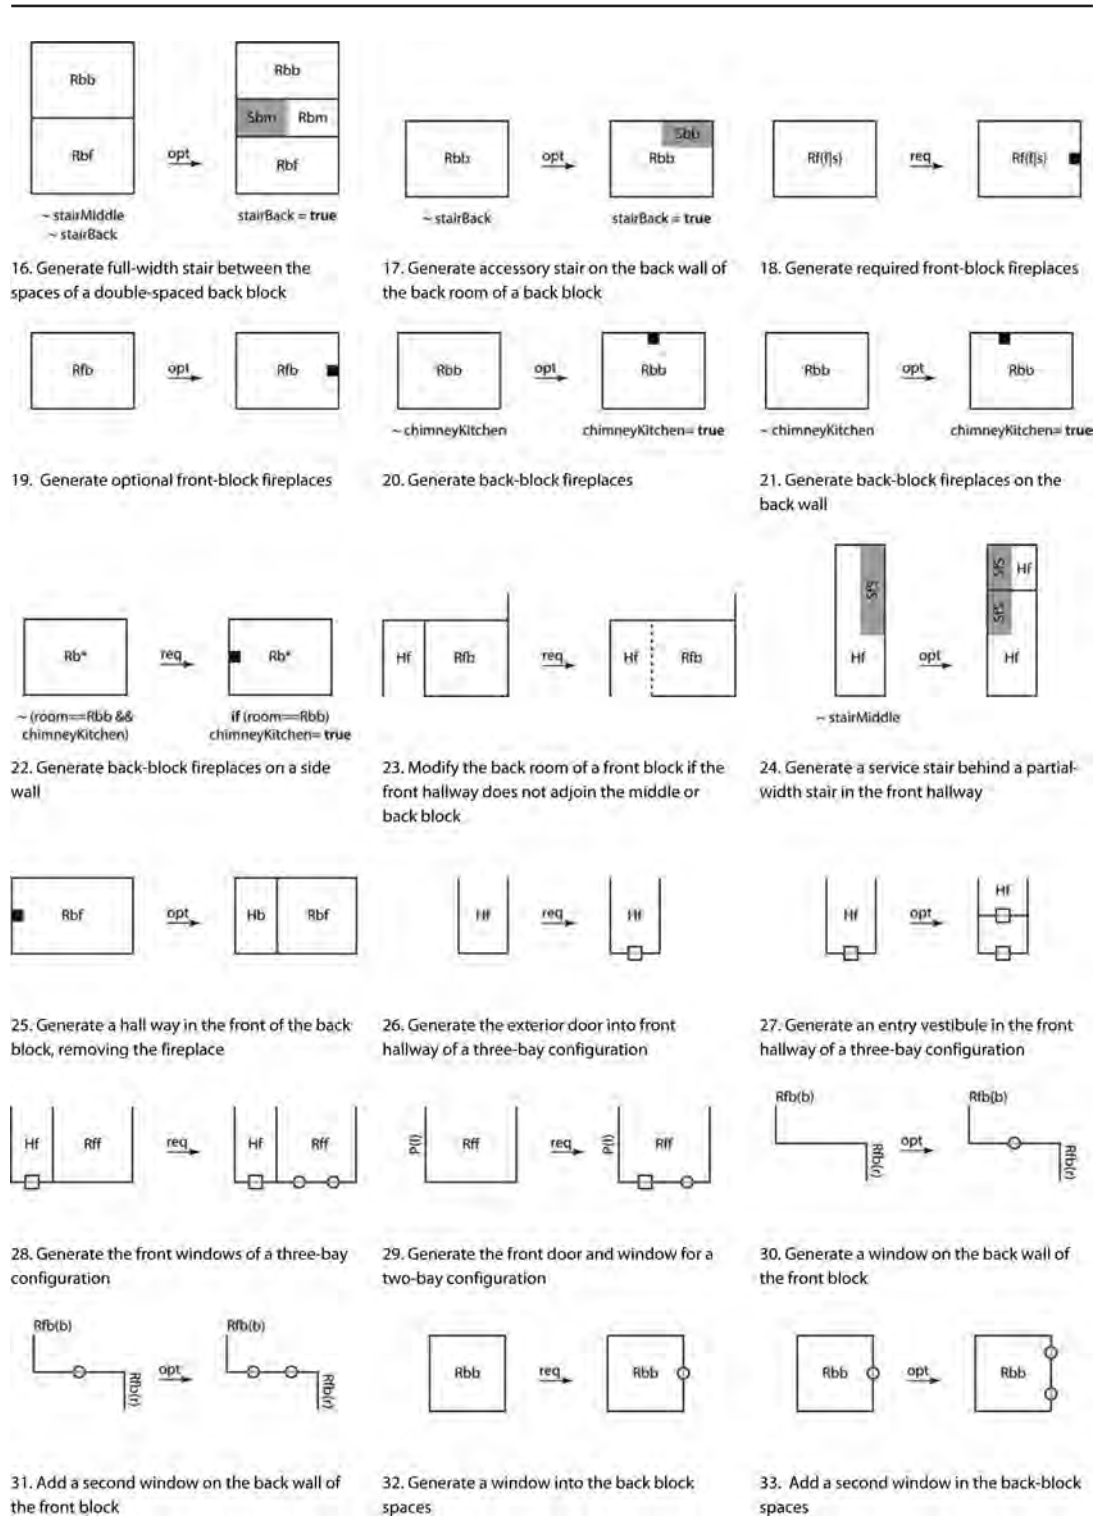 Rbb
Rbf
opt
Rbb
Sbm
Rbm
Rbf
~ stairMiddle
~ stairBack
stairBack = true
16. Generate full-width stair between the
spaces of a double-spaced back block
Rbb
opt
Sbb
Rbb
~ stairBack
stairBack = true
17. Generate accessory stair on the back wall of
the back room of a back block
Rf(f|s)
req
Rf(f|s)
18. Generate required front-block fireplaces
Rfb
opt
Rfb
19. Generate optional front-block fireplaces
Rbb
opt
Rbb
~ chimneyKitchen
chimneyKitchen= true
20. Generate back-block fireplaces
Rbb
opt
Rbb
~ chimneyKitchen
chimneyKitchen= true
21. Generate back-block fireplaces on the
back wall
Rb*
req
Rb*
~ (room==Rbb &&
chimneyKitchen)
if (room==Rbb)
chimneyKitchen= true
22. Generate back-block fireplaces on a side
wall
Hf
Rfb
req
Hf
Rfb
23. Modify the back room of a front block if the
front hallway does not adjoin the middle or
back block
SfS
Hf
opt
SfS
Hf
SfS
Hf
~ stairMiddle
24. Generate a service stair behind a partial-
width stair in the front hallway
Rbf
opt
Hb
Rbf
25. Generate a hall way in the front of the back
block, removing the fireplace
Hf
req
Hf
26. Generate the exterior door into front
hallway of a three-bay configuration
Hf
opt
Hf
27. Generate an entry vestibule in the front
hallway of a three-bay configuration
Hf
Rff
req
Hf
Rff
28. Generate the front windows of a three-bay
configuration
P(l)
Rff
req
P(l)
Rff
29. Generate the front door and window for a
two-bay configuration
Rfb(b)
Rfb(r)
opt
Rfb(b)
Rfb(r)
30. Generate a window on the back wall of
the front block
Rfb(b)
Rfb(r)
opt
Rfb(b)
Rfb(r)
31. Add a second window on the back wall of
the front block
Rbb
req
Rbb
32. Generate a window into the back block
spaces
Rbb
opt
Rbb
33. Add a second window in the back-block
spaces